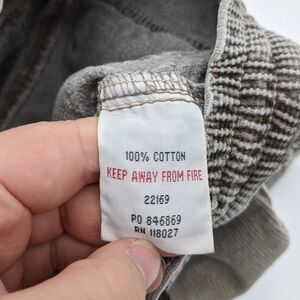 100% COTTON
KEEP AWAY FROM FIRE
22169
PO 846869
RN 118027